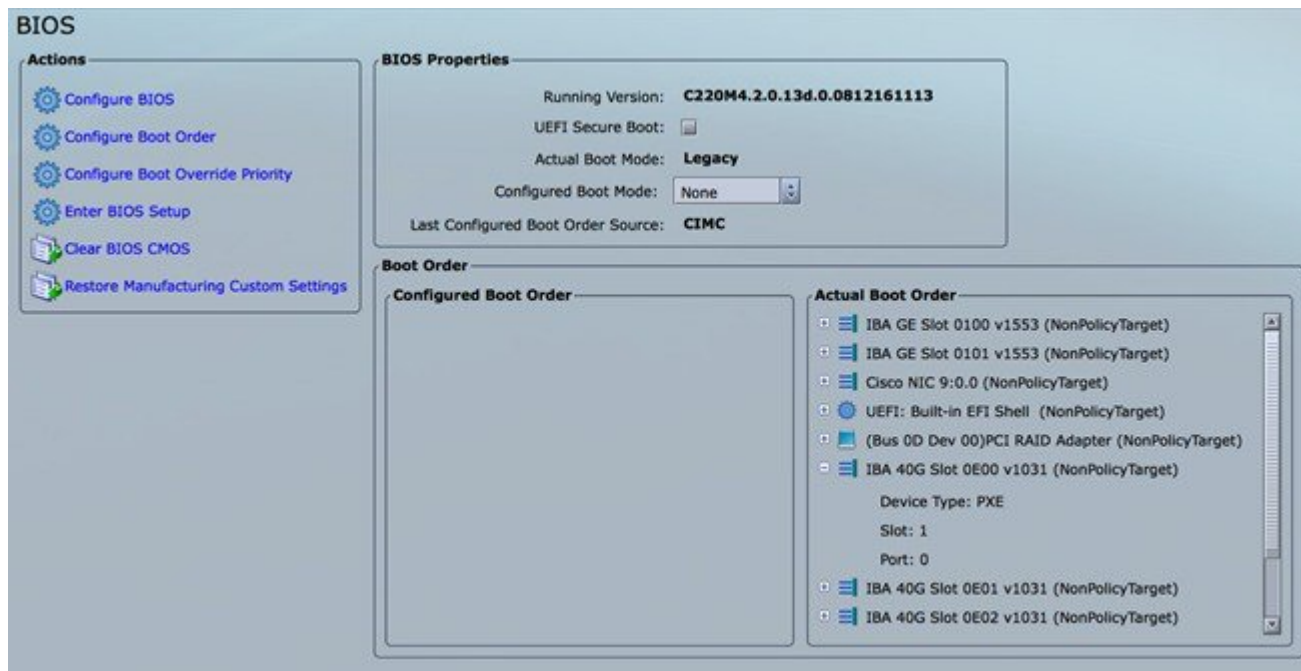 BIOS
Actions
Configure BIOS
Configure Boot Order
Configure Boot Override Priority
Enter BIOS Setup
Clear BIOS CMOS
Restore Manufacturing Custom Settings
BIOS Properties
Running Version: C220M4.2.0.13d.0.0812161113
UEFI Secure Boot:
Actual Boot Mode: Legacy
Configured Boot Mode: None
Last Configured Boot Order Source: CIMC
Boot Order
Configured Boot Order
Actual Boot Order
IBA GE Slot 0100 v1553 (NonPolicyTarget)
IBA GE Slot 0101 v1553 (NonPolicyTarget)
Cisco NIC 9:0.0 (NonPolicyTarget)
UEFI: Built-in EFI Shell (NonPolicyTarget)
(Bus 0D Dev 00)PCI RAID Adapter (NonPolicyTarget)
IBA 40G Slot 0E00 v1031 (NonPolicyTarget)
Device Type: PXE
Slot: 1
Port: 0
IBA 40G Slot 0E01 v1031 (NonPolicyTarget)
IBA 40G Slot 0E02 v1031 (NonPolicyTarget)